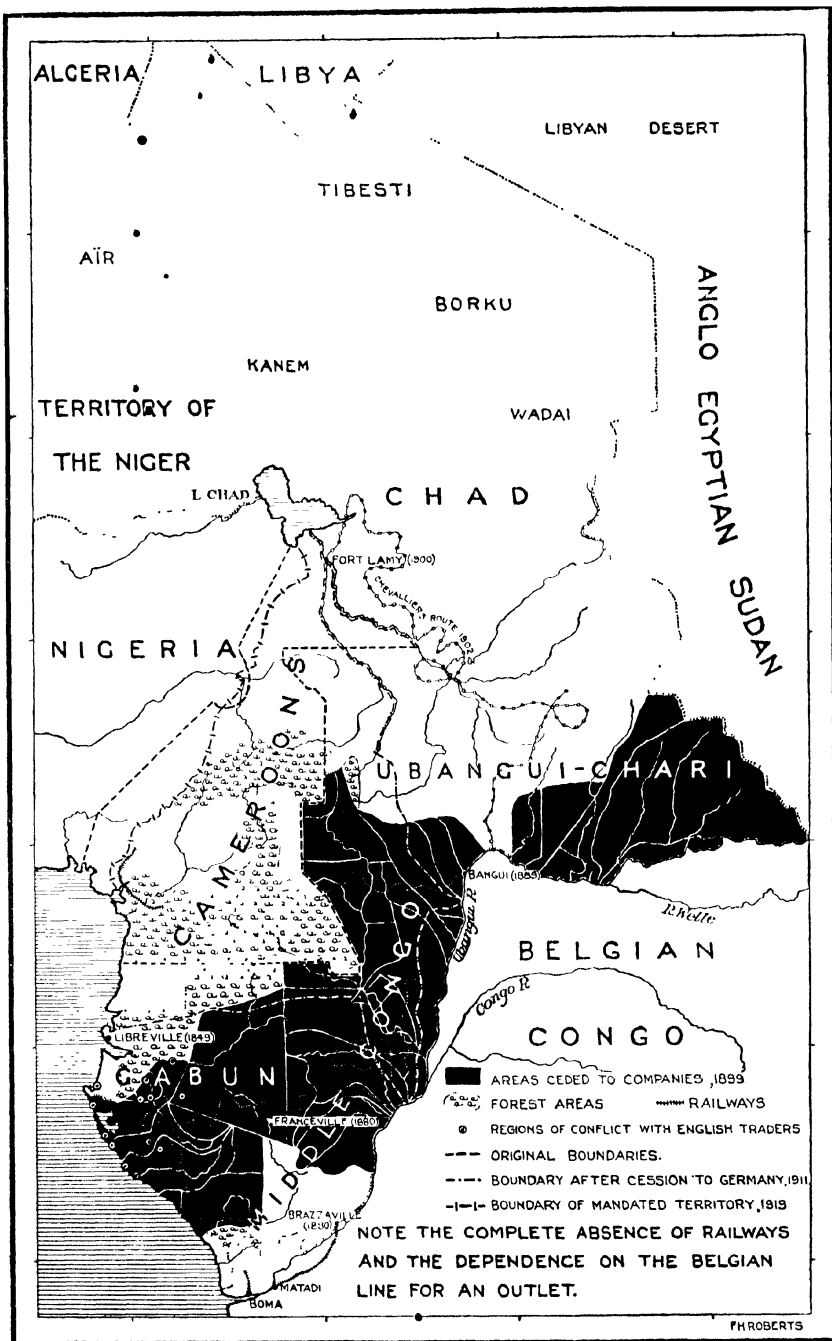 ALGERIA
LIBYA
LIBYAN DESERT
TIBESTI
AÏR
BORKU
KANEM
TERRITORY OF
THE NIGER
WADAI
ANGLO EGYPTIAN SUDAN
L CHAD
CHAD
FORT LAMY (1900)
CHEVALLIER'S ROUTE 1902
NIGERIA
CAMEROONS
UBANGUI-CHARI
BANGUI (1889)
Ubangui R.
R. Welle
BELGIAN
CONGO
Congo R.
MIDDLE CONGO
LIBREVILLE (1849)
GABUN
FRANCEVILLE (1880)
BRAZZAVILLE
(1880)
MATADI
BOMA
AREAS CEDED TO COMPANIES, 1899
FOREST AREAS
RAILWAYS
REGIONS OF CONFLICT WITH ENGLISH TRADERS
ORIGINAL BOUNDARIES.
BOUNDARY AFTER CESSION TO GERMANY, 1911
BOUNDARY OF MANDATED TERRITORY, 1919
NOTE THE COMPLETE ABSENCE OF RAILWAYS
AND THE DEPENDENCE ON THE BELGIAN
LINE FOR AN OUTLET.
F H ROBERTS